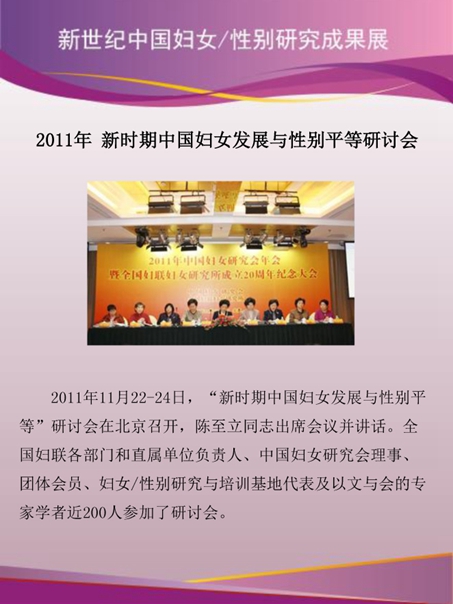 新世纪中国妇女/性别研究成果展
2011年 新时期中国妇女发展与性别平等研讨会
2011年中国妇女研究会年会
暨全国妇联妇女研究所成立20周年纪念大会
2011年11月22-24日，“新时期中国妇女发展与性别平
等”研讨会在北京召开，陈至立同志出席会议并讲话。全
国妇联各部门和直属单位负责人、中国妇女研究会理事、
团体会员、妇女/性别研究与培训基地代表及以文与会的专
家学者近200人参加了研讨会。